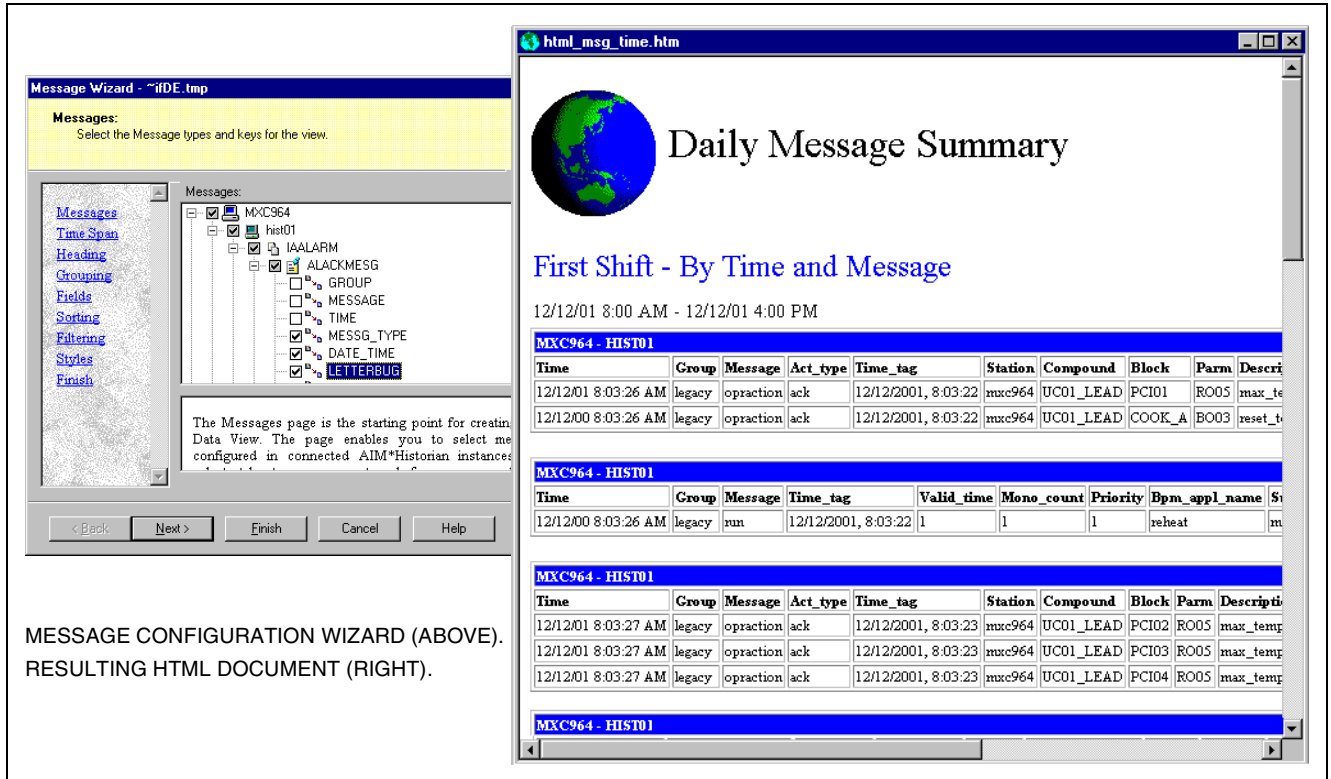 Message Wizard - ~ifDE.tmp
Messages:
Select the Message types and keys for the view.
Messages
Time Span
Heading
Grouping
Fields
Sorting
Filtering
Styles
Finish
Messages:
MXC964
hist01
IAALARM
ALACKMESG
GROUP
MESSAGE
TIME
MESSG_TYPE
DATE_TIME
LETTERBUG
The Messages page is the starting point for creatin
Data View. The page enables you to select me
configured in connected AIM*Historian instances
< Back Next > Finish Cancel Help
MESSAGE CONFIGURATION WIZARD (ABOVE).
RESULTING HTML DOCUMENT (RIGHT).
html_msg_time.htm
Daily Message Summary
First Shift - By Time and Message
12/12/01 8:00 AM - 12/12/01 4:00 PM
MXC964 - HIST01
Time Group Message Act_type Time_tag Station Compound Block Parm Descri
12/12/01 8:03:26 AM legacy opraction ack 12/12/2001, 8:03:22 mxc964 UC01_LEAD PCI01 RO05 max_te
12/12/00 8:03:26 AM legacy opraction ack 12/12/2001, 8:03:22 mxc964 UC01_LEAD COOK_A BO03 reset_t
MXC964 - HIST01
Time Group Message Time_tag Valid_time Mono_count Priority Bpm_appl_name
12/12/00 8:03:26 AM legacy run 12/12/2001, 8:03:22 1 1 1 reheat
MXC964 - HIST01
Time Group Message Act_type Time_tag Station Compound Block Parm Descripti
12/12/01 8:03:27 AM legacy opraction ack 12/12/2001, 8:03:23 mxc964 UC01_LEAD PCI02 RO05 max_temp
12/12/01 8:03:27 AM legacy opraction ack 12/12/2001, 8:03:23 mxc964 UC01_LEAD PCI03 RO05 max_temp
12/12/01 8:03:27 AM legacy opraction ack 12/12/2001, 8:03:23 mxc964 UC01_LEAD PCI04 RO05 max_temp
MXC964 - HIST01